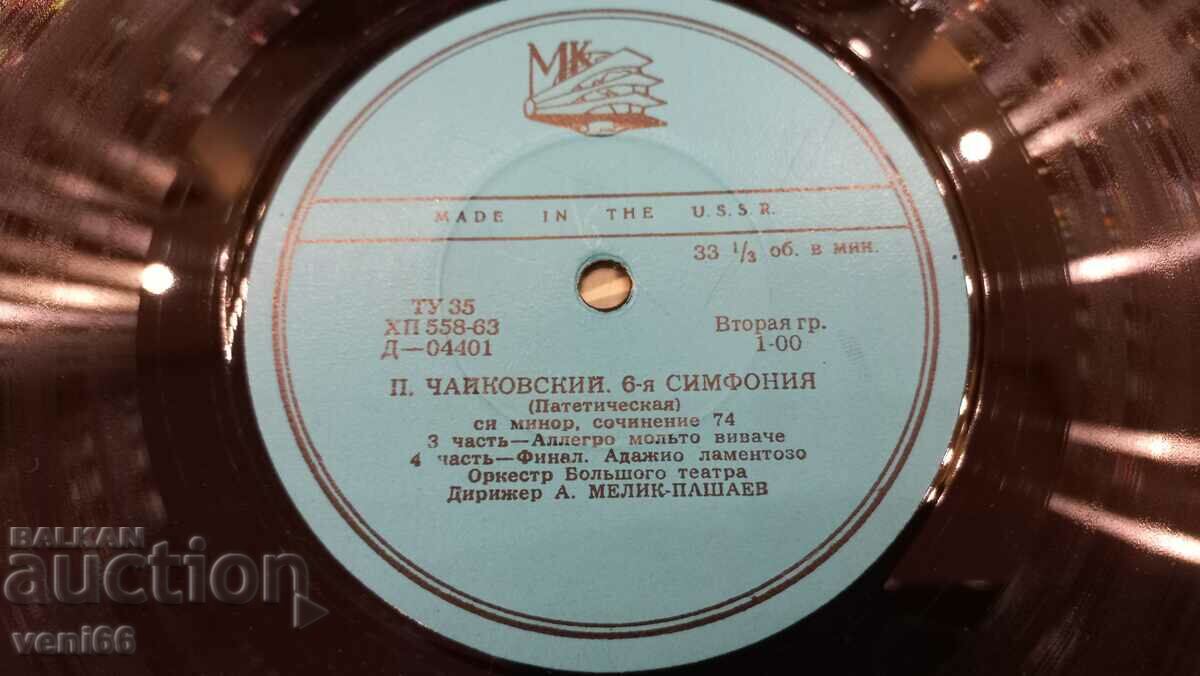 МК
MADE IN THE U.S.S.R.
33 1/3 об. в мин.
ТУ 35
ХП 558-63
Д—04401
Вторая гр.
1-00
П. ЧАЙКОВСКИЙ. 6-я СИМФОНИЯ
(Патетическая)
си минор, сочинение 74
3 часть—Аллегро мольто виваче
4 часть—Финал. Адажио ламентозо
Оркестр Большого театра
Дирижер А. МЕЛИК-ПАШАЕВ
BALKAN
auction
veni66